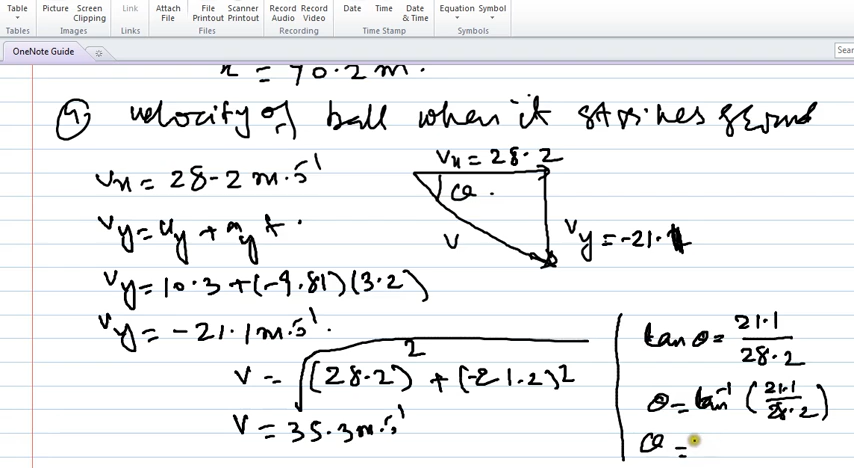 Table Picture Screen Clipping Link Attach File File Printout Scanner Printout Record Audio Record Video Date Time Date & Time Equation Symbol
Tables Images Links Files Recording Time Stamp Symbols
OneNote Guide
Sear
x = 90.2 m.
④ velocity of ball when it strikes ground
Vx = 28.2 m.s⁻¹
Vx = 28.2
θ
V
Vy = -21.1
Vy = uy + ay t.
Vy = 10.3 + (-9.81)(3.2)
Vy = -21.1 m.s⁻¹.
V = √(28.2)² + (-21.2)²
V = 35.3 m.s⁻¹
tan θ = 21.1/28.2
θ = tan⁻¹ (21.1/28.2)
θ =